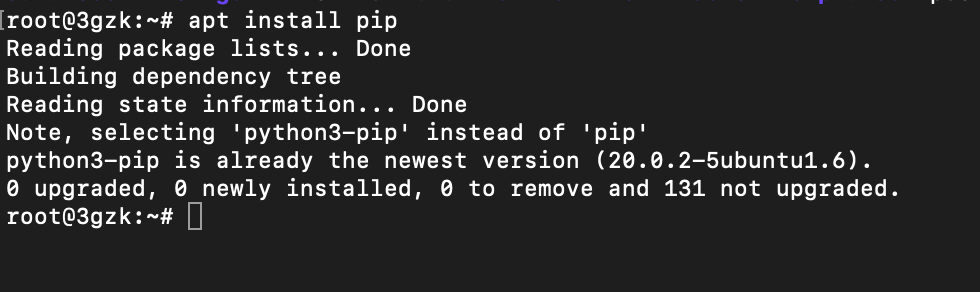 root@3gzk:~# apt install pip
Reading package lists... Done
Building dependency tree
Reading state information... Done
Note, selecting 'python3-pip' instead of 'pip'
python3-pip is already the newest version (20.0.2-5ubuntu1.6).
0 upgraded, 0 newly installed, 0 to remove and 131 not upgraded.
root@3gzk:~#